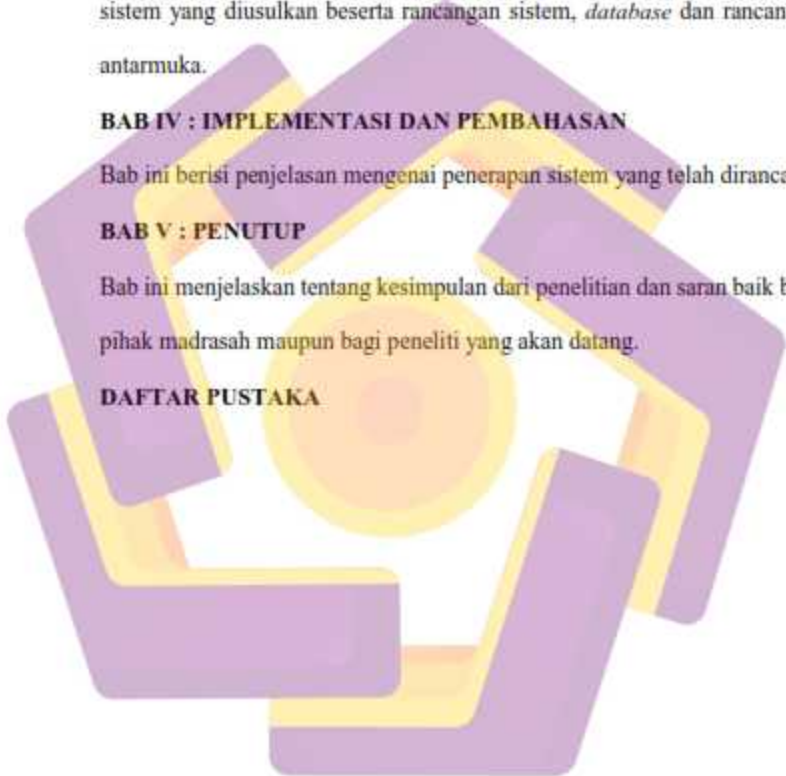 sistem yang diusulkan beserta rancangan sistem, database dan rancan
antarmuka.
BAB IV : IMPLEMENTASI DAN PEMBAHASAN
Bab ini berisi penjelasan mengenai penerapan sistem yang telah diranca
BAB V : PENUTUP
Bab ini menjelaskan tentang kesimpulan dari penelitian dan saran baik b
pihak madrasah maupun bagi peneliti yang akan datang.
DAFTAR PUSTAKA